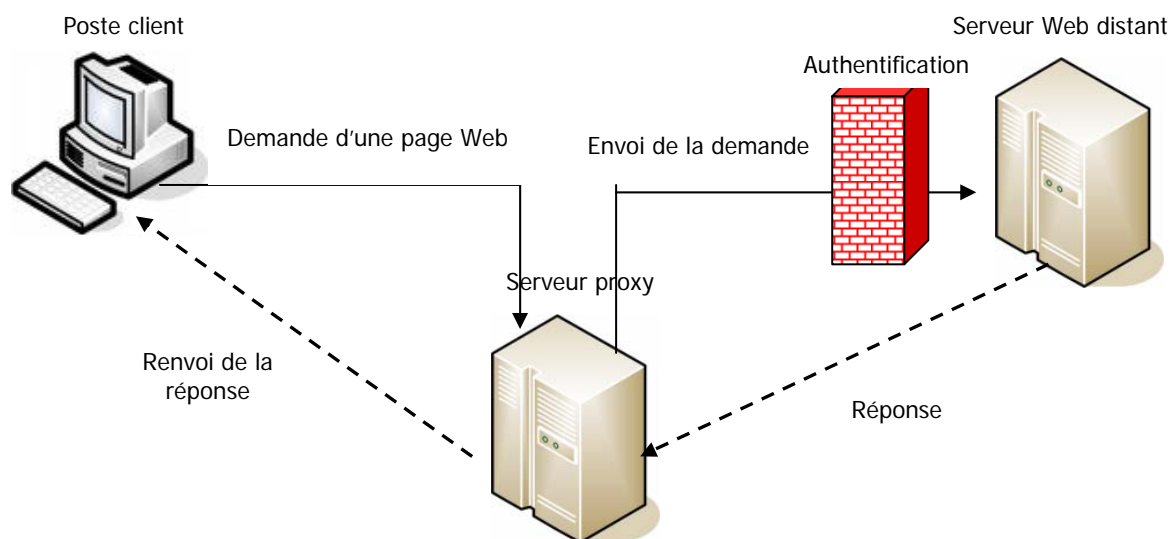 Poste client
Serveur Web distant
Authentification
Demande d'une page Web
Envoi de la demande
Serveur proxy
Renvoi de la
réponse
Réponse